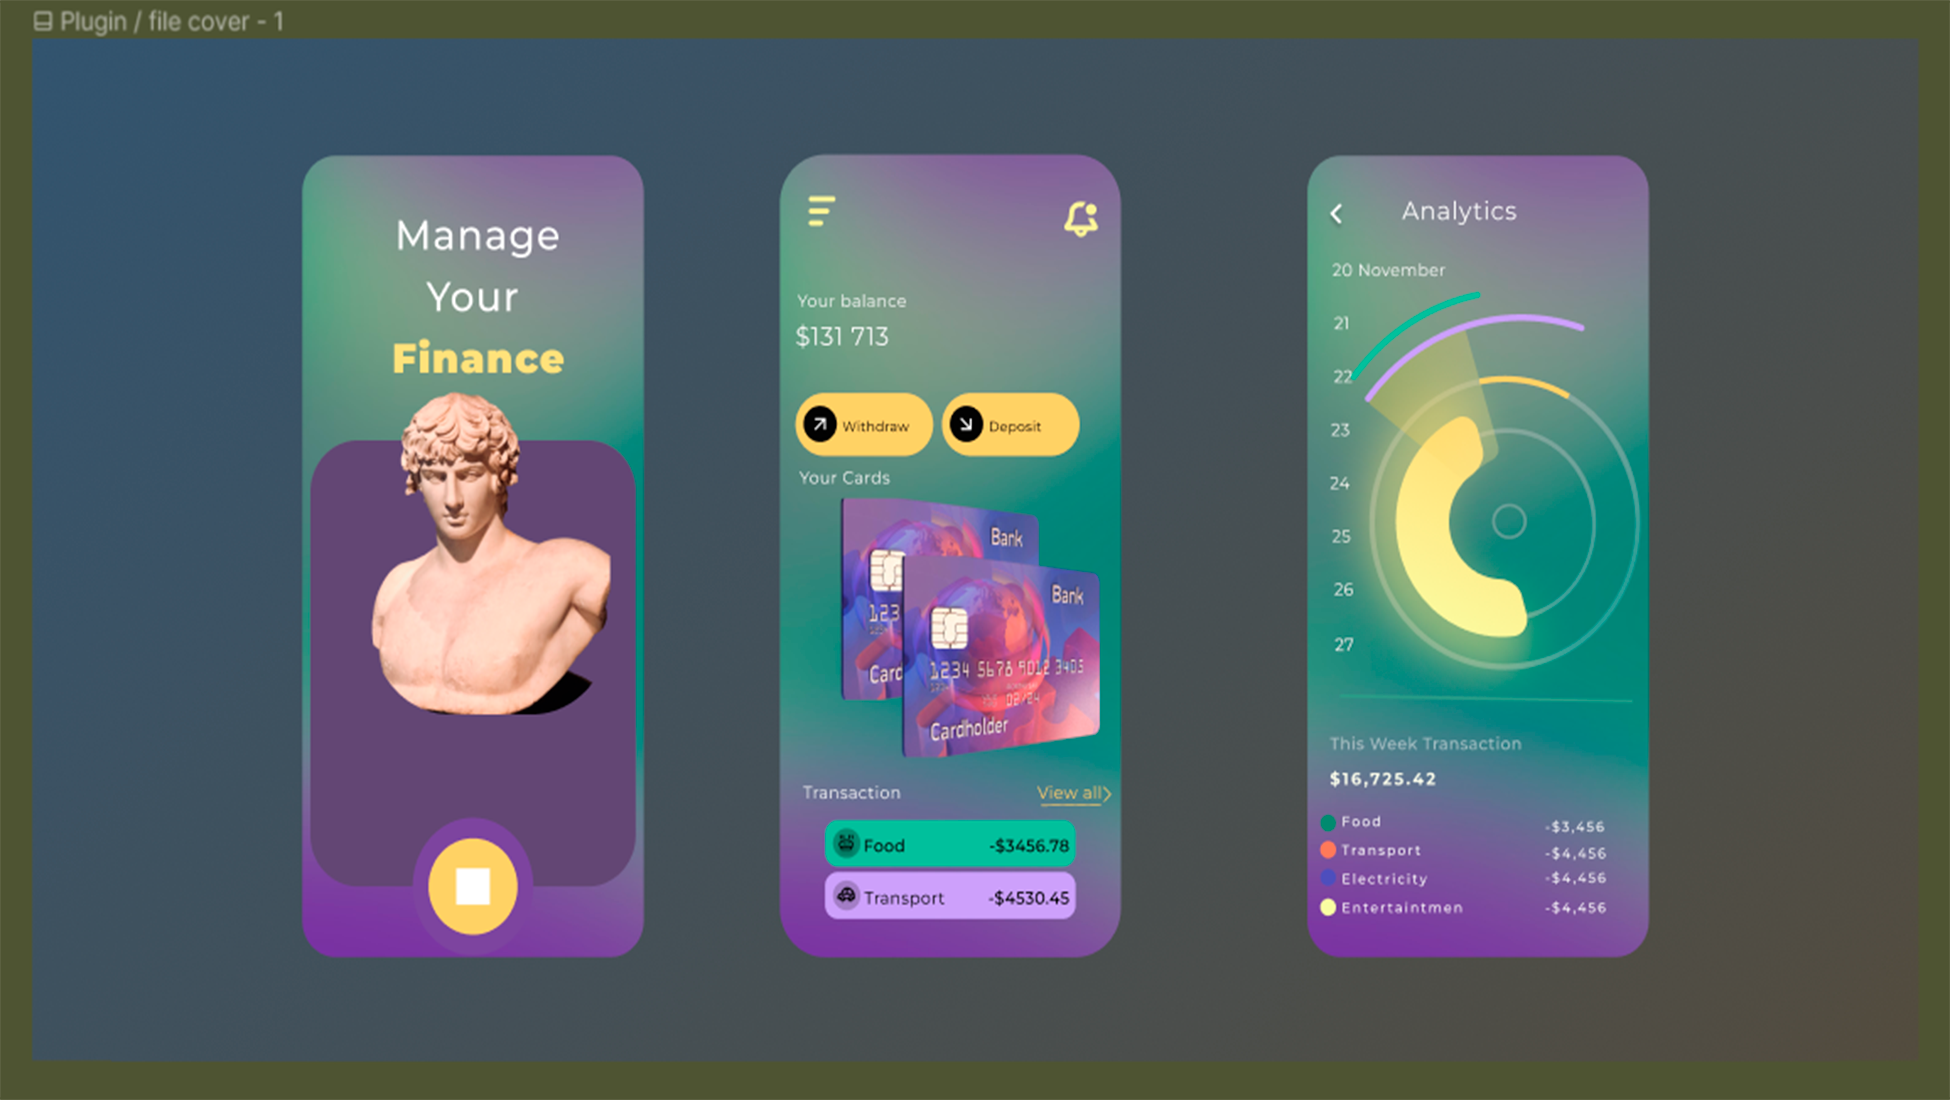 Plugin / file cover - 1
Manage
Your
Finance
Your balance
$131 713
Withdraw
Deposit
Your Cards
Bank
123
Card
Bank
1234 5678 9012 3405
02/24
Cardholder
Transaction
View all
Food
-$3456.78
Transport
-$4530.45
Analytics
20 November
21
22
23
24
25
26
27
This Week Transaction
$16,725.42
Food
-$3,456
Transport
-$4,456
Electricity
-$4,456
Entertaintmen
-$4,456